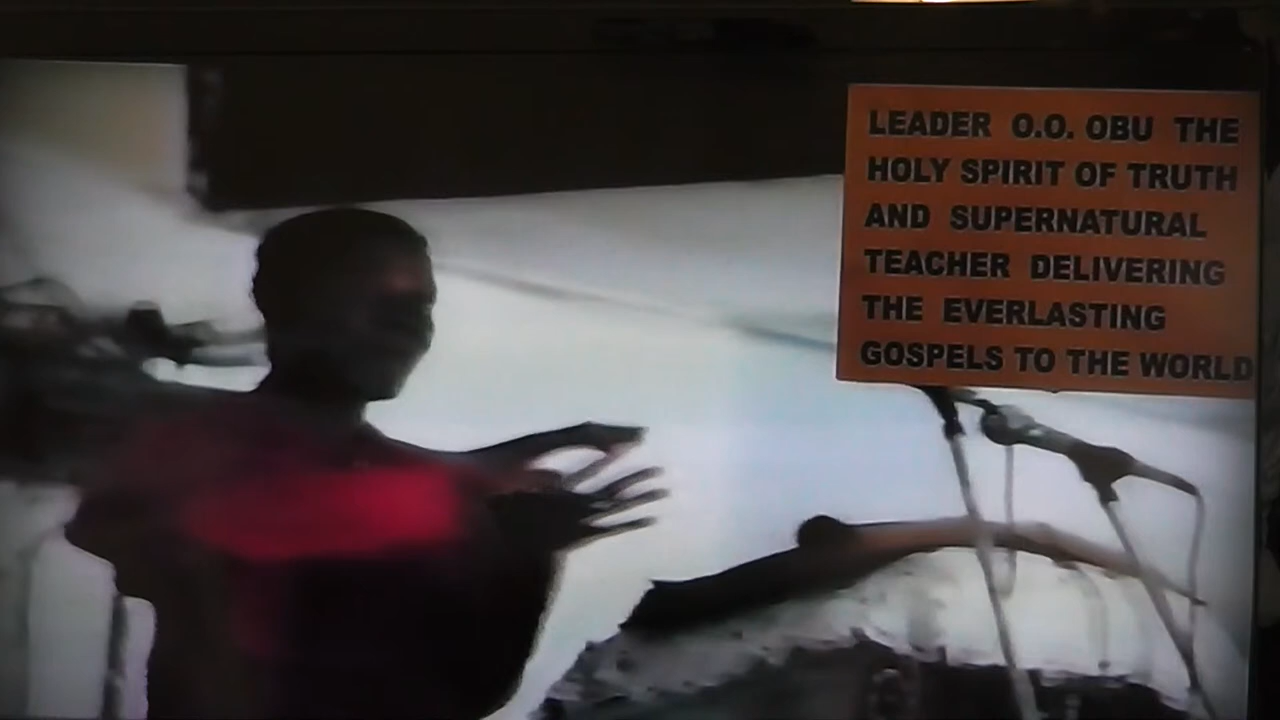 LEADER O.O. OBU THE
HOLY SPIRIT OF TRUTH
AND SUPERNATURAL
TEACHER DELIVERING
THE EVERLASTING
GOSPELS TO THE WORLD